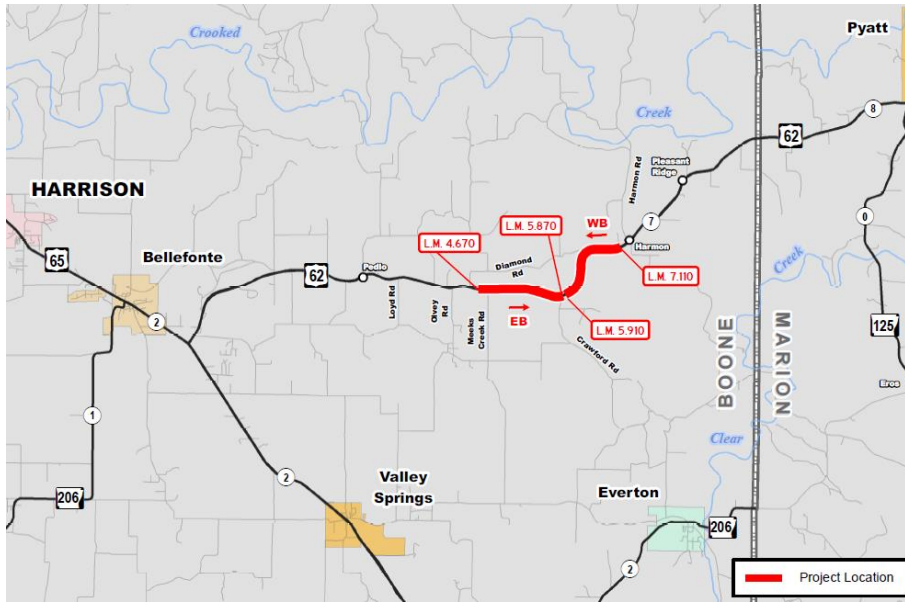 Crooked
Pyatt
8
62
Creek
Pleasant
Ridge
Harmon Rd
HARRISON
WB
7
L.M. 5.870
Harmon
L.M. 4.670
Bellefonte
65
Diamond
Rd
Creek
0
62
Pedlo
L.M. 7.110
Loyd Rd
Olvey
Rd
Meeks
Creek Rd
EB
L.M. 5.910
2
125
Crawford Rd
BOONE
MARION
Eros
1
Clear
2
Valley
Springs
Everton
206
206
2
2
Project Location